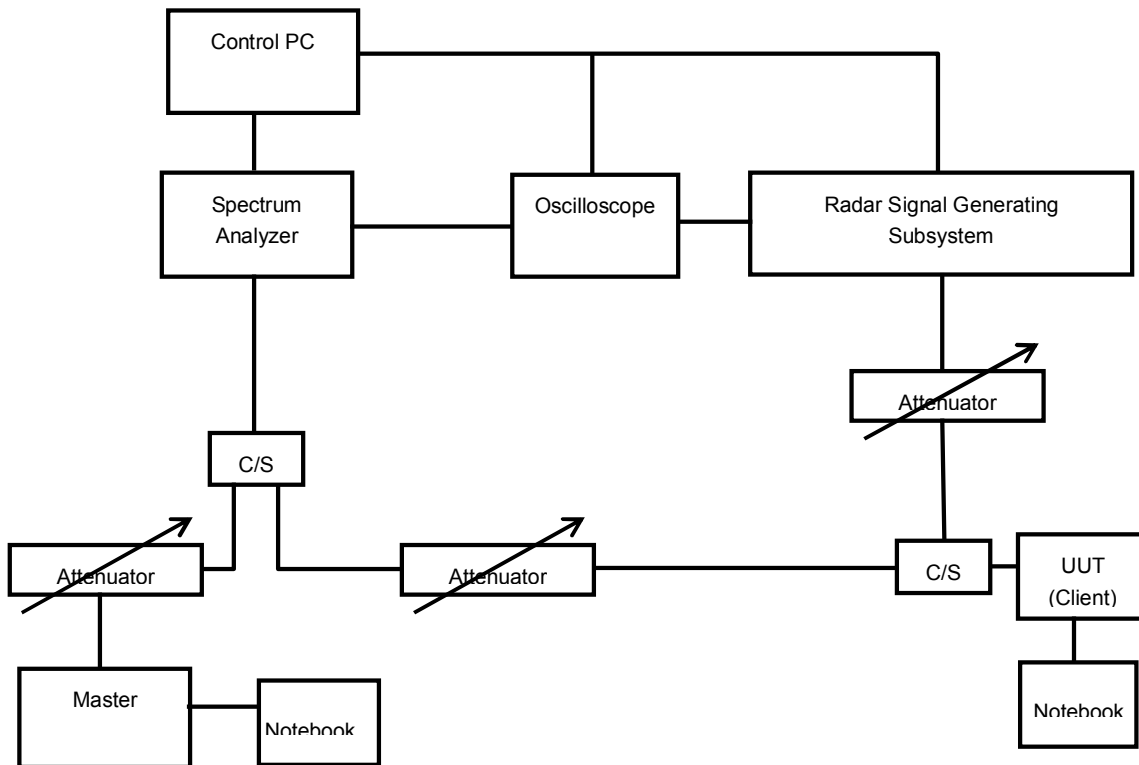 Control PC
Spectrum
Analyzer
Oscilloscope
Radar Signal Generating
Subsystem
Attenuator
C/S
Attenuator
Attenuator
C/S
UUT
(Client)
Master
Notebook
Notebook